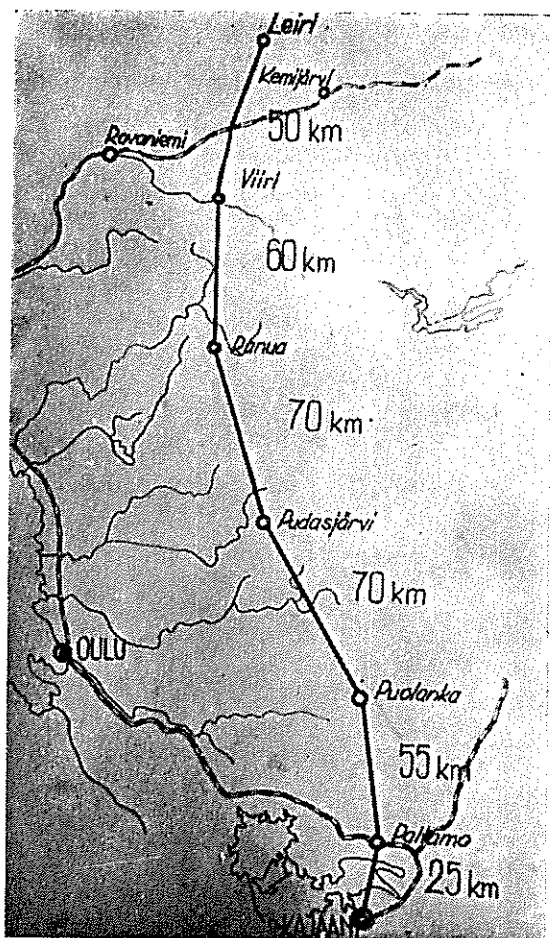 Leiri
Kemijärvi
50 km
Rovaniemi
Viiri
60 km
Ranua
70 km
Pudasjärvi
70 km
OULU
Puolanka
55 km
Paltamo
25 km
KAJAANI